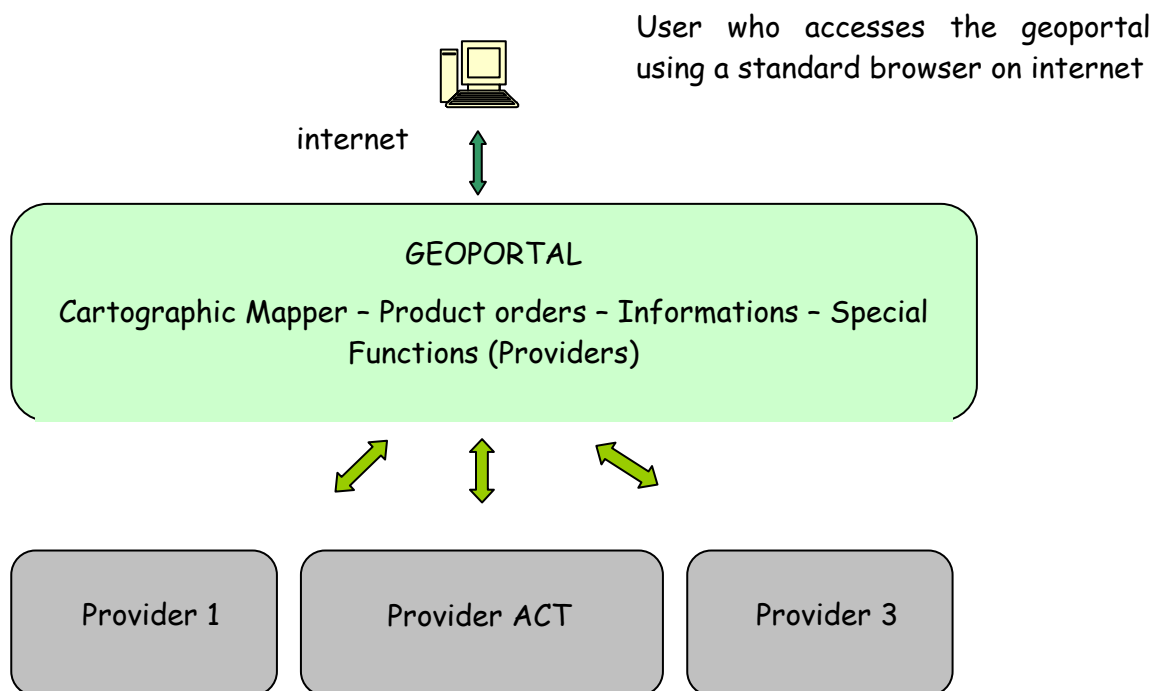 User who accesses the geoportal
using a standard browser on internet
internet
GEOPORTAL
Cartographic Mapper – Product orders – Informations – Special
Functions (Providers)
Provider 1
Provider ACT
Provider 3